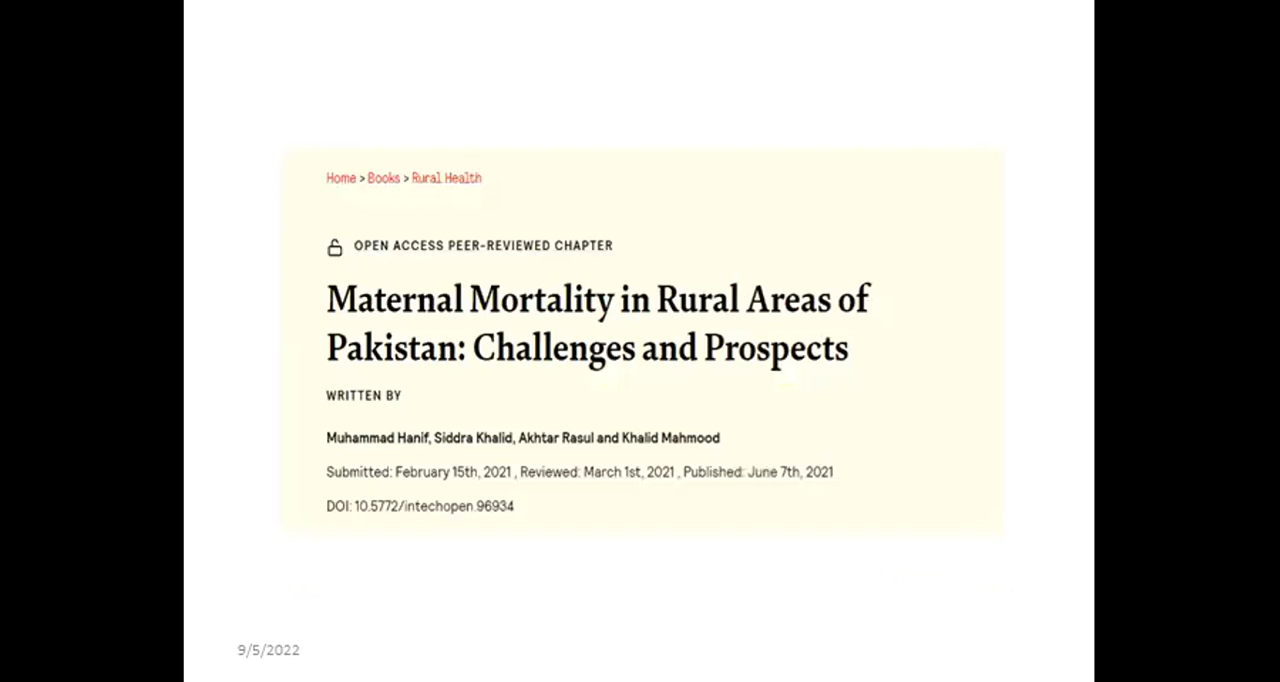 Home > Books > Rural Health
OPEN ACCESS PEER-REVIEWED CHAPTER
Maternal Mortality in Rural Areas of
Pakistan: Challenges and Prospects
WRITTEN BY
Muhammad Hanif, Siddra Khalid, Akhtar Rasul and Khalid Mahmood
Submitted: February 15th, 2021 , Reviewed: March 1st, 2021 , Published: June 7th, 2021
DOI: 10.5772/intechopen.96934
9/5/2022